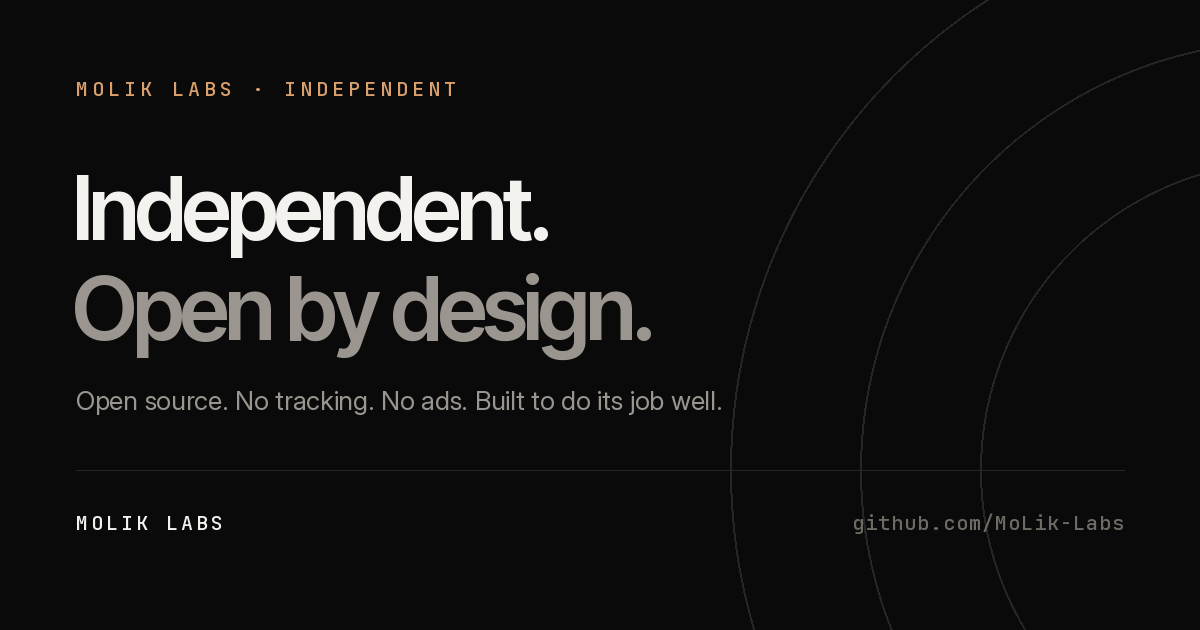 MOLIK LABS · INDEPENDENT
Independent.
Open by design.
Open source. No tracking. No ads. Built to do its job well.
MOLIK LABS
github.com/MoLik-Labs